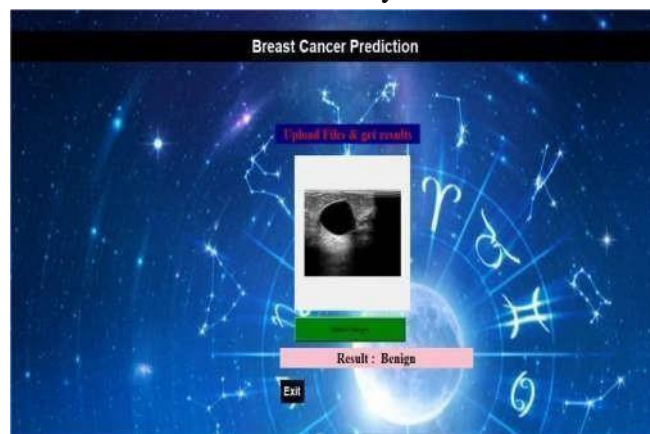 Breast Cancer Prediction
Upload Files & get results
Result : Benign
Exit